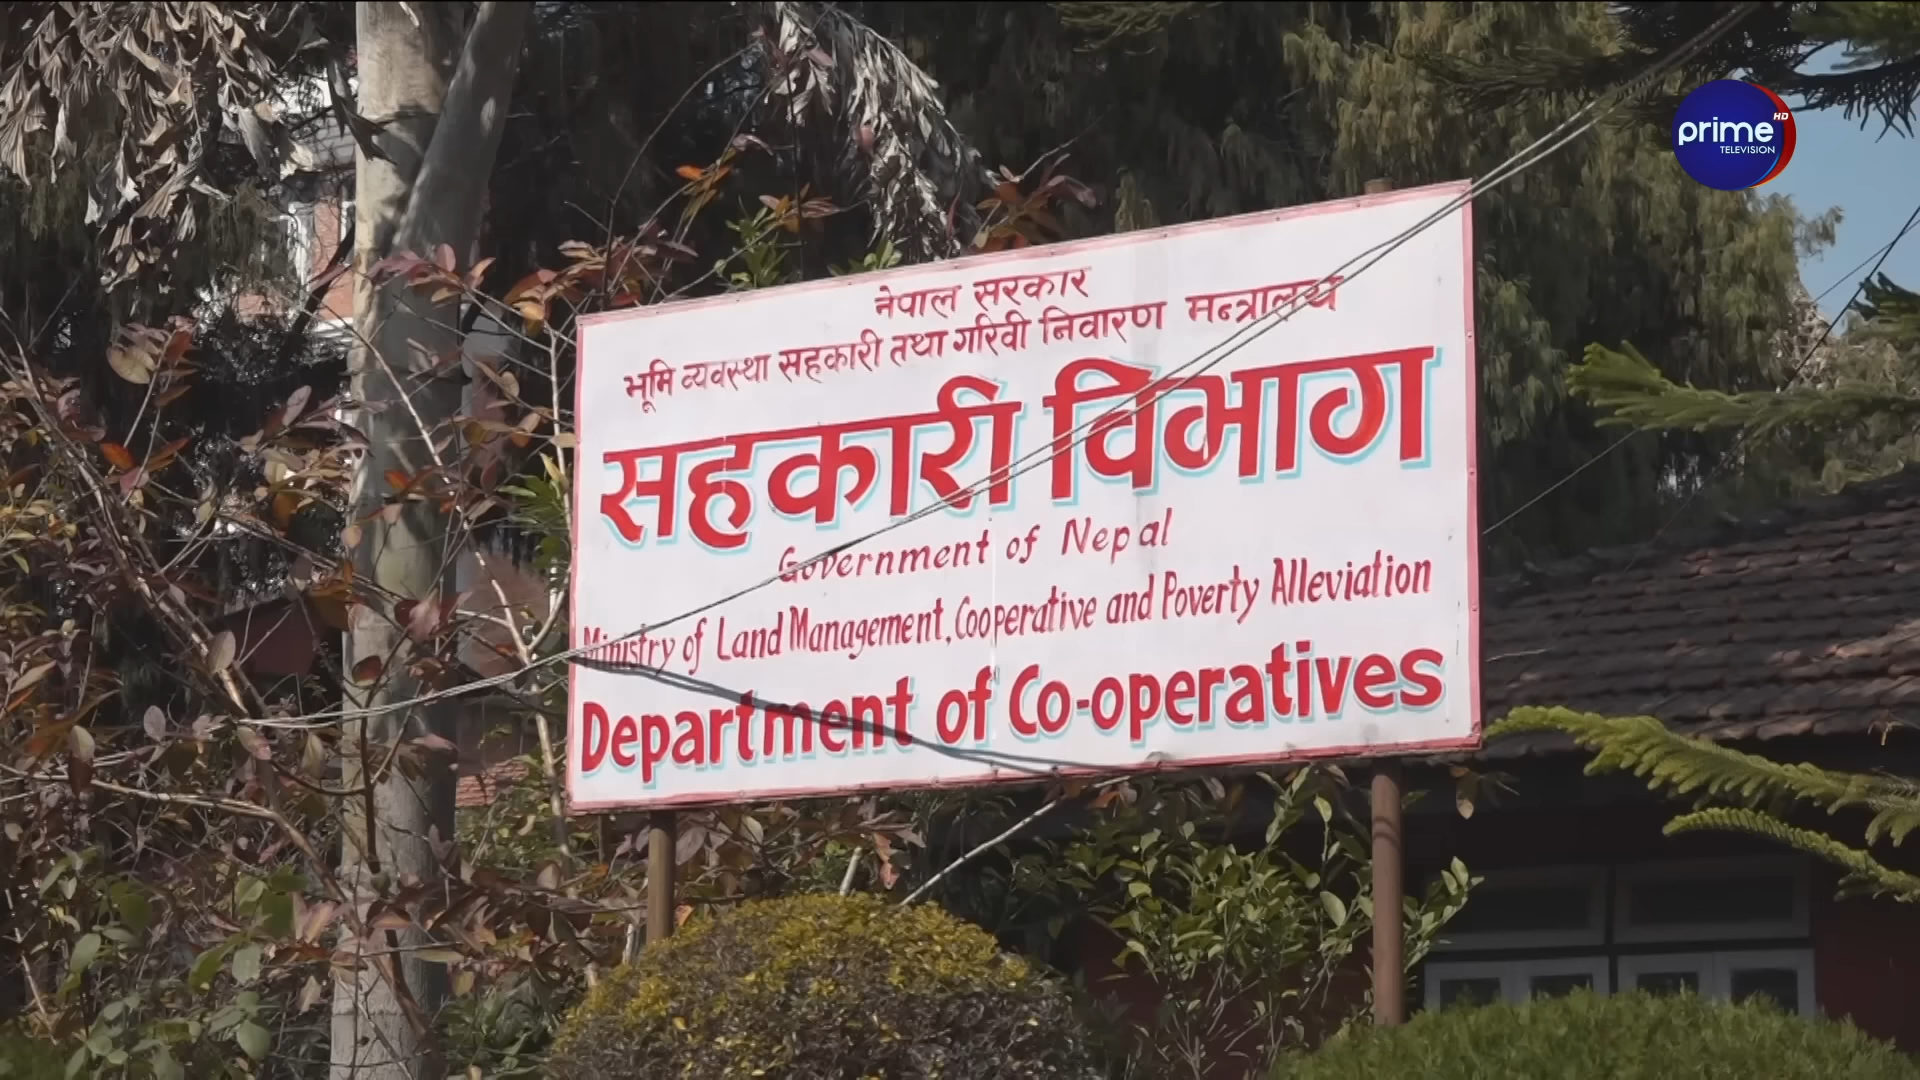 prime HD
TELEVISION
नेपाल सरकार
भूमि व्यवस्था सहकारी तथा गरिवी निवारण मन्त्रालय
सहकारी विभाग
Government of Nepal
Ministry of Land Management, Cooperative and Poverty Alleviation
Department of Co-operatives